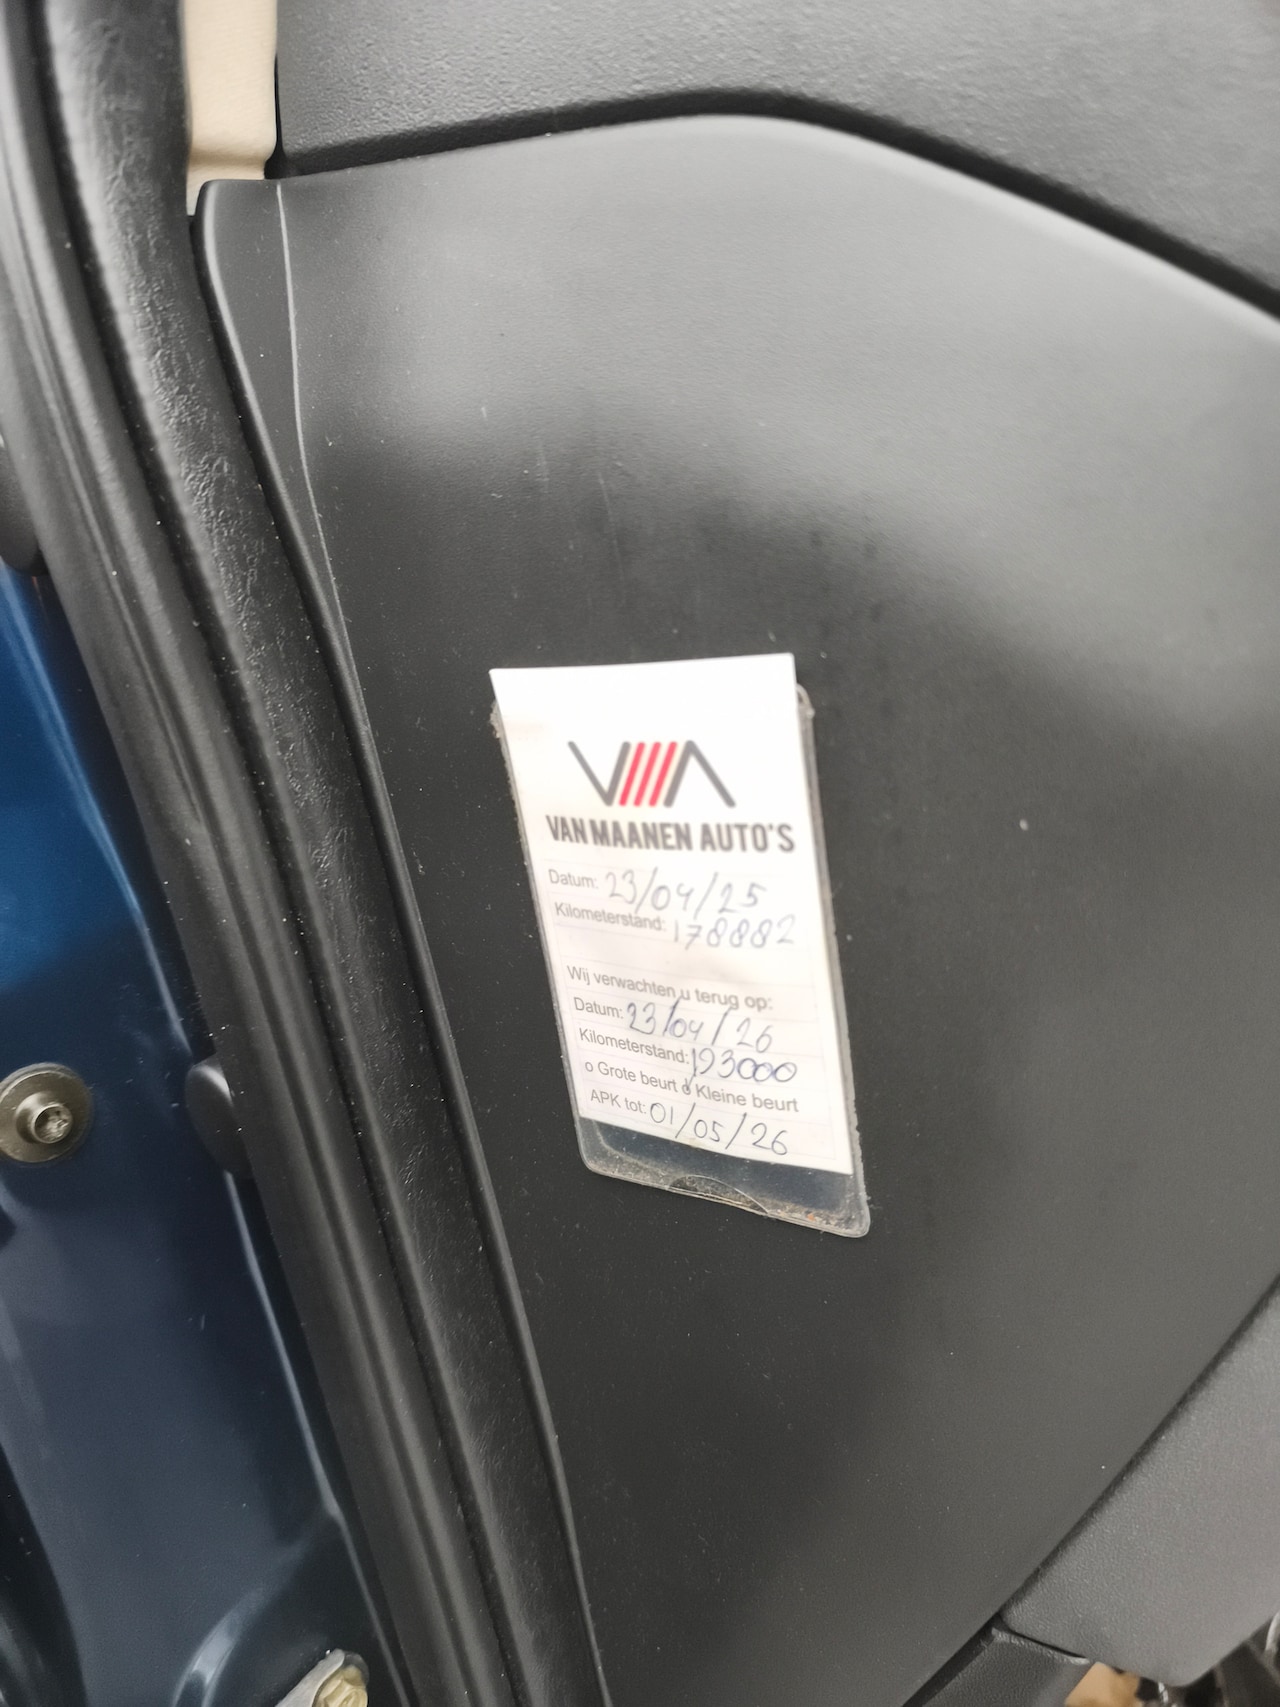 VMA
VAN MAANEN AUTO'S
Datum: 23/04/25
Kilometerstand: 178882
Wij verwachten u terug op:
Datum: 23/04/26
Kilometerstand: 193000
o Grote beurt o Kleine beurt
APK tot: 01/05/26